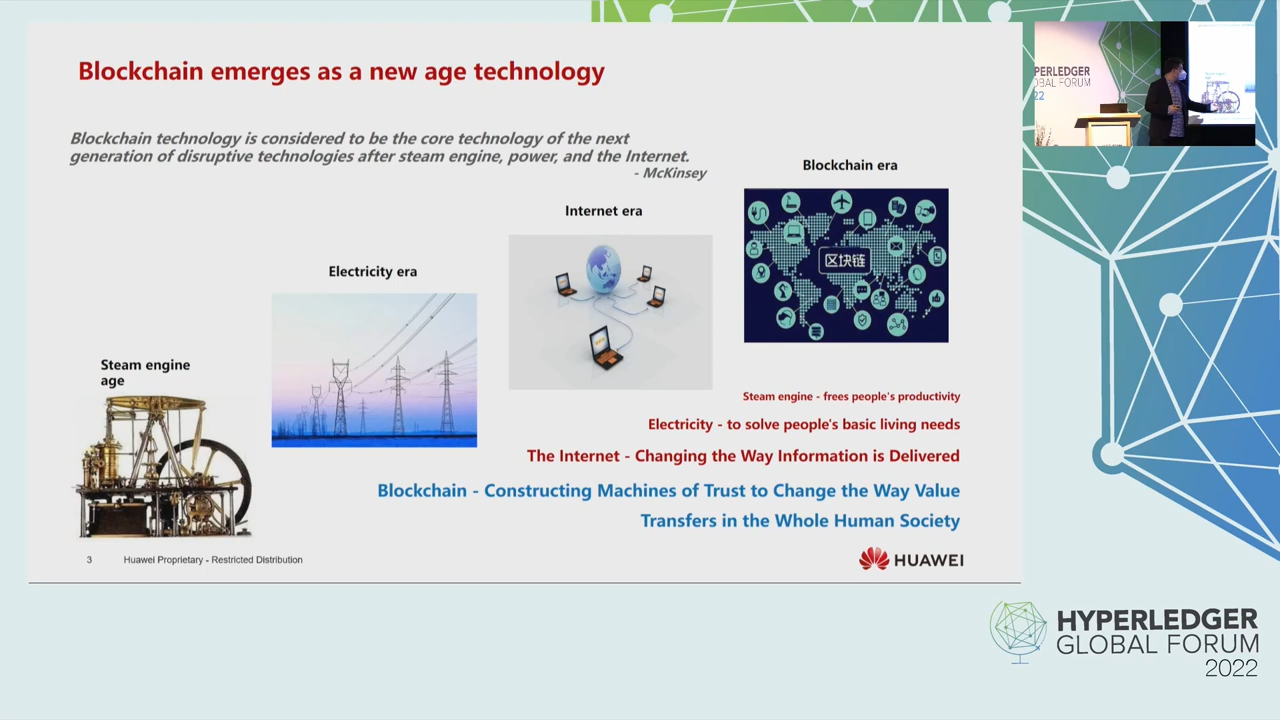 Blockchain emerges as a new age technology
Blockchain technology is considered to be the core technology of the next
generation of disruptive technologies after steam engine, power, and the Internet.
- McKinsey
Blockchain era
区块链
Internet era
Electricity era
Steam engine
age
Steam engine - frees people's productivity
Electricity - to solve people's basic living needs
The Internet - Changing the Way Information is Delivered
Blockchain - Constructing Machines of Trust to Change the Way Value
Transfers in the Whole Human Society
3 Huawei Proprietary - Restricted Distribution
HUAWEI
PERLEDGER
OBAL FORUM
22
HYPERLEDGER
GLOBAL FORUM
2022